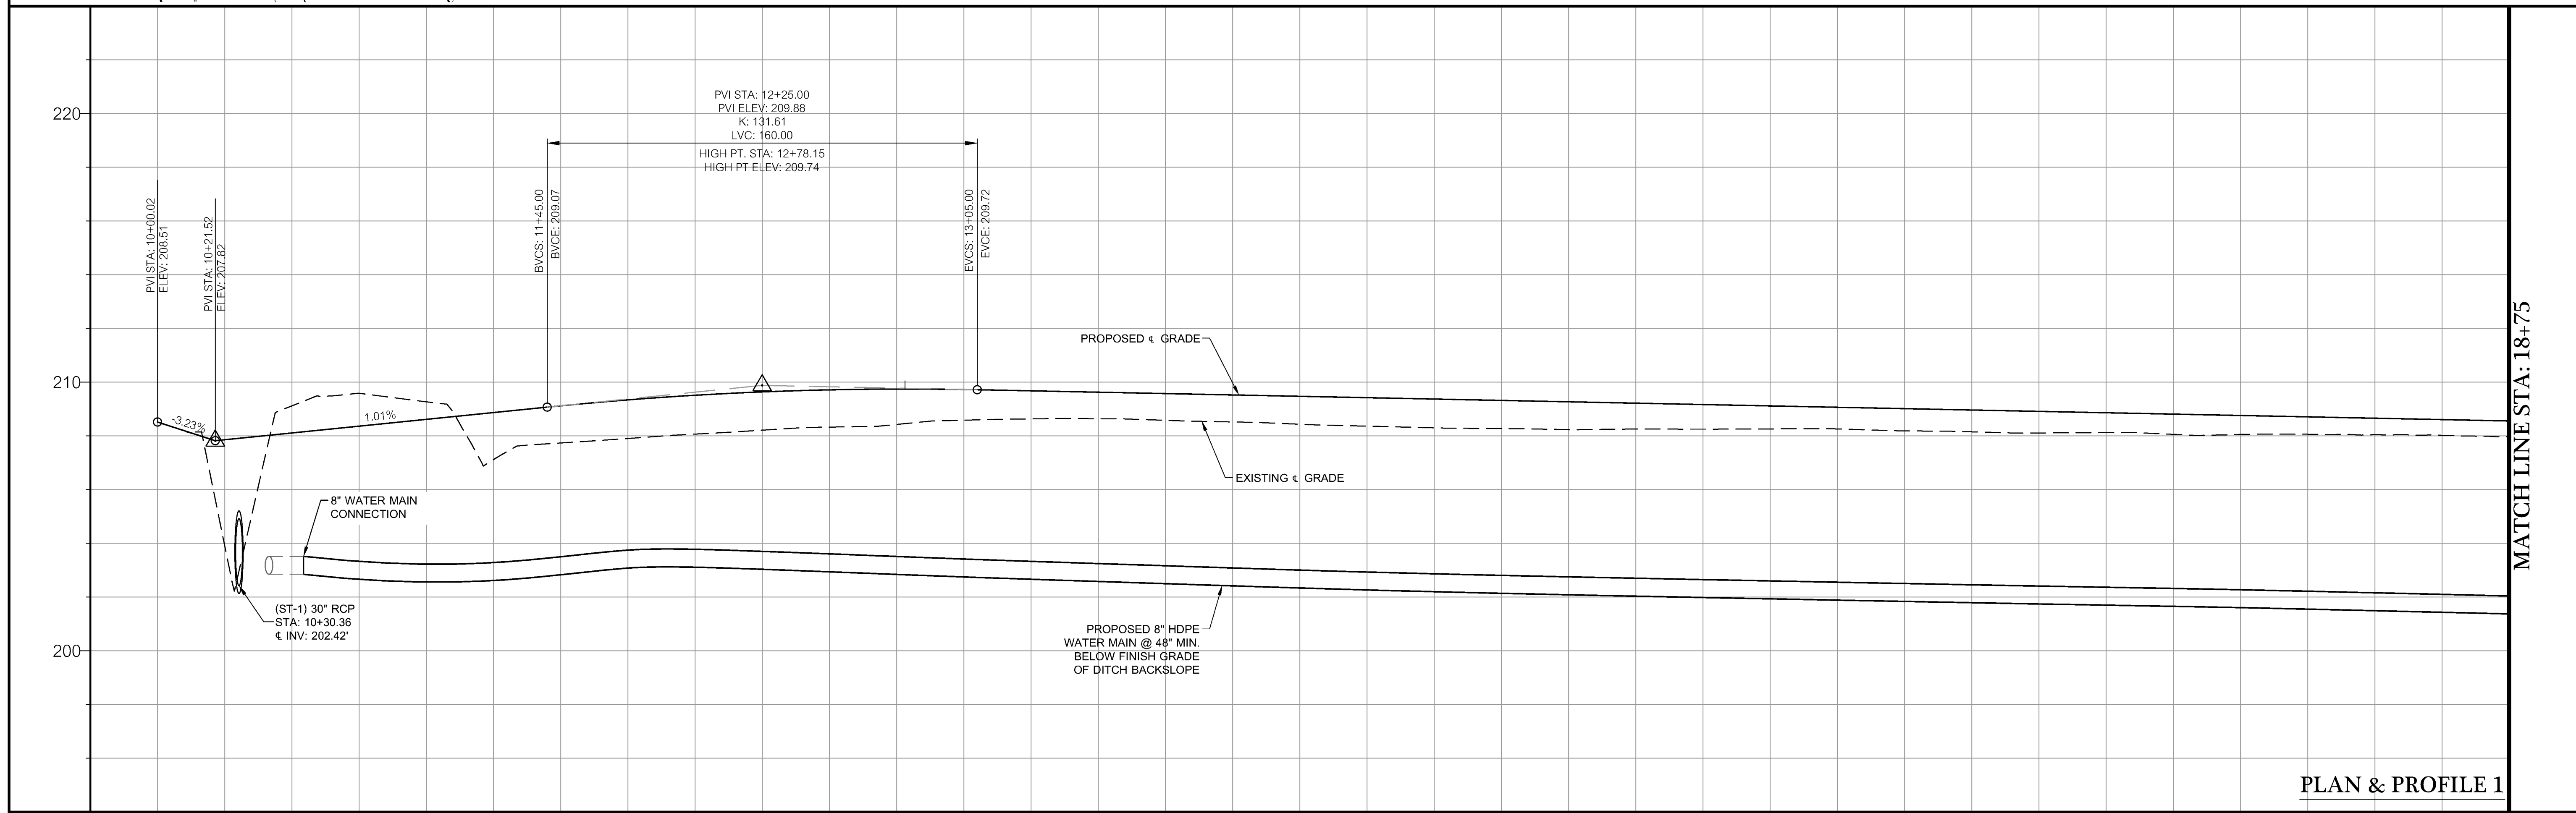 220
210
200
PVI STA: 10+00.02
ELEV: 208.51
PVI STA: 10+21.52
ELEV: 207.82
-3.23%
1.01%
BVCS: 11+45.00
BVCE: 209.07
PVI STA: 12+25.00
PVI ELEV: 209.88
K: 131.61
LVC: 160.00
HIGH PT. STA: 12+78.15
HIGH PT ELEV: 209.74
EVCS: 13+05.00
EVCE: 209.72
PROPOSED ℄ GRADE
EXISTING ℄ GRADE
8" WATER MAIN
CONNECTION
(ST-1) 30" RCP
STA: 10+30.36
℄ INV: 202.42'
PROPOSED 8" HDPE
WATER MAIN @ 48" MIN.
BELOW FINISH GRADE
OF DITCH BACKSLOPE
MATCH LINE STA: 18+75
PLAN & PROFILE 1